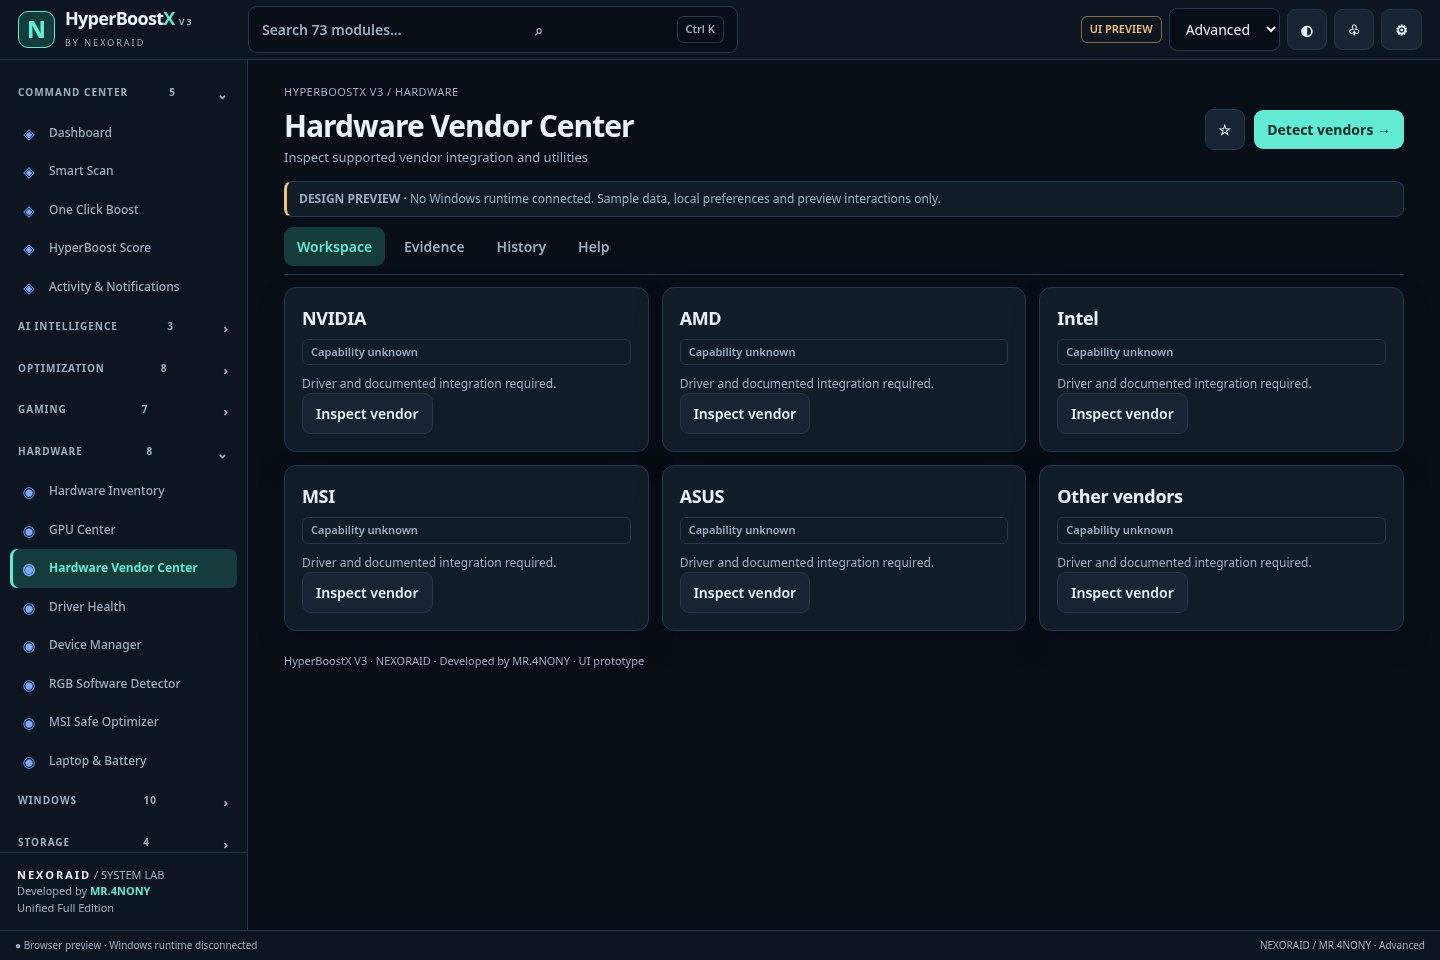 N HyperBoostX V3
BY NEXORAID
Search 73 modules...
Ctrl K
UI PREVIEW
Advanced
COMMAND CENTER 5
Dashboard
Smart Scan
One Click Boost
HyperBoost Score
Activity & Notifications
AI INTELLIGENCE 3
OPTIMIZATION 8
GAMING 7
HARDWARE 8
Hardware Inventory
GPU Center
Hardware Vendor Center
Driver Health
Device Manager
RGB Software Detector
MSI Safe Optimizer
Laptop & Battery
WINDOWS 10
STORAGE 4
NEXORAID / SYSTEM LAB
Developed by MR.4NONY
Unified Full Edition
HYPERBOOSTX V3 / HARDWARE
Hardware Vendor Center
Inspect supported vendor integration and utilities
Detect vendors →
DESIGN PREVIEW · No Windows runtime connected. Sample data, local preferences and preview interactions only.
Workspace Evidence History Help
NVIDIA
Capability unknown
Driver and documented integration required.
Inspect vendor
AMD
Capability unknown
Driver and documented integration required.
Inspect vendor
Intel
Capability unknown
Driver and documented integration required.
Inspect vendor
MSI
Capability unknown
Driver and documented integration required.
Inspect vendor
ASUS
Capability unknown
Driver and documented integration required.
Inspect vendor
Other vendors
Capability unknown
Driver and documented integration required.
Inspect vendor
HyperBoostX V3 · NEXORAID · Developed by MR.4NONY · UI prototype
● Browser preview · Windows runtime disconnected
NEXORAID / MR.4NONY · Advanced